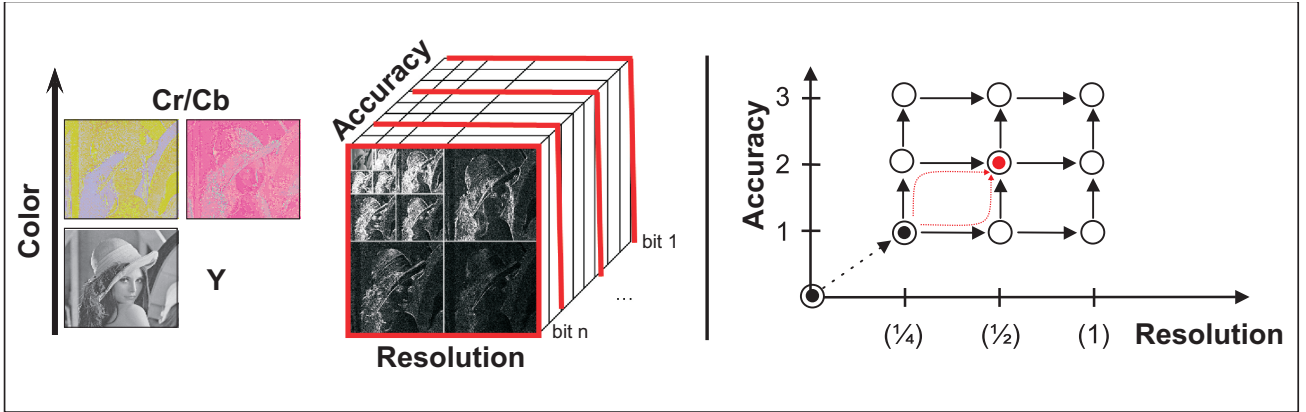 Color
Cr/Cb
Y
Accuracy
bit 1
...
bit n
Resolution
Accuracy
3
2
1
(¼)
(½)
(1)
Resolution